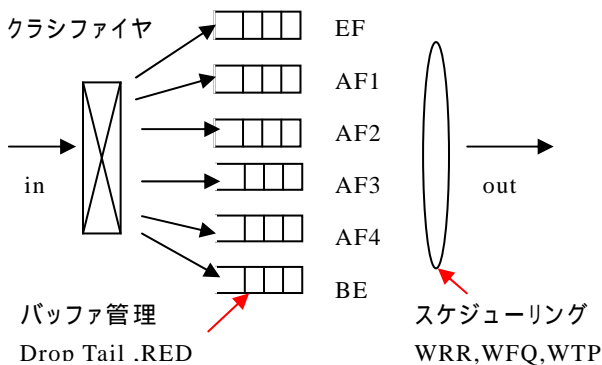 クラシファイヤ
EF
AF1
AF2
in
AF3
out
AF4
BE
バッファ管理
Drop Tail ,RED
スケジューリング
WRR,WFQ,WTP